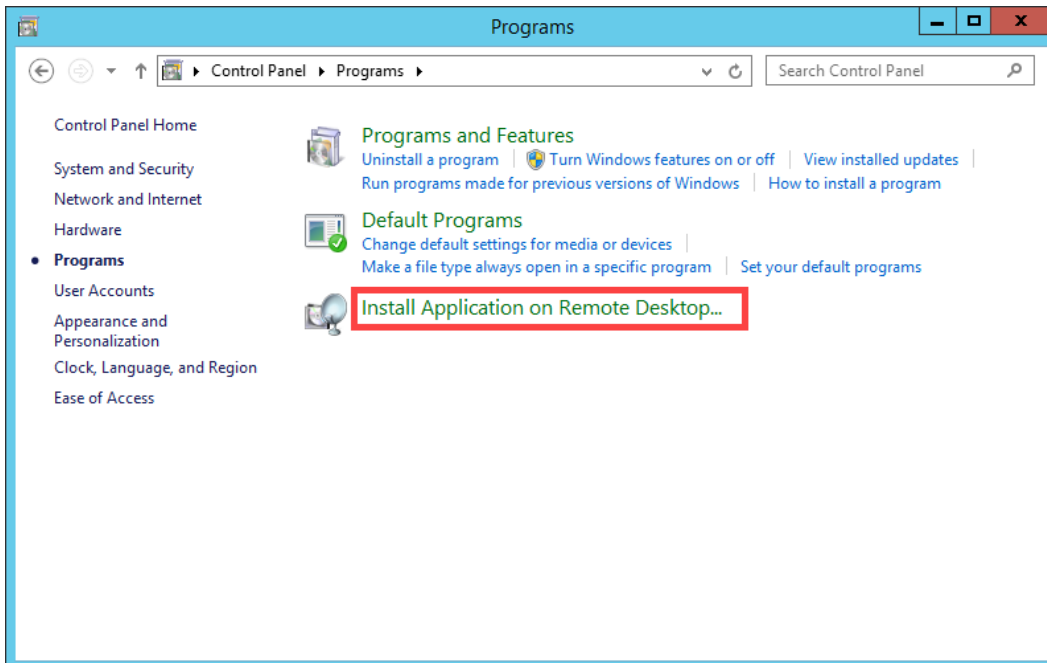 Programs
Control Panel Programs
Search Control Panel
Control Panel Home
System and Security
Network and Internet
Hardware
Programs
User Accounts
Appearance and
Personalization
Clock, Language, and Region
Ease of Access
Programs and Features
Uninstall a program Turn Windows features on or off View installed updates
Run programs made for previous versions of Windows How to install a program
Default Programs
Change default settings for media or devices
Make a file type always open in a specific program Set your default programs
Install Application on Remote Desktop...